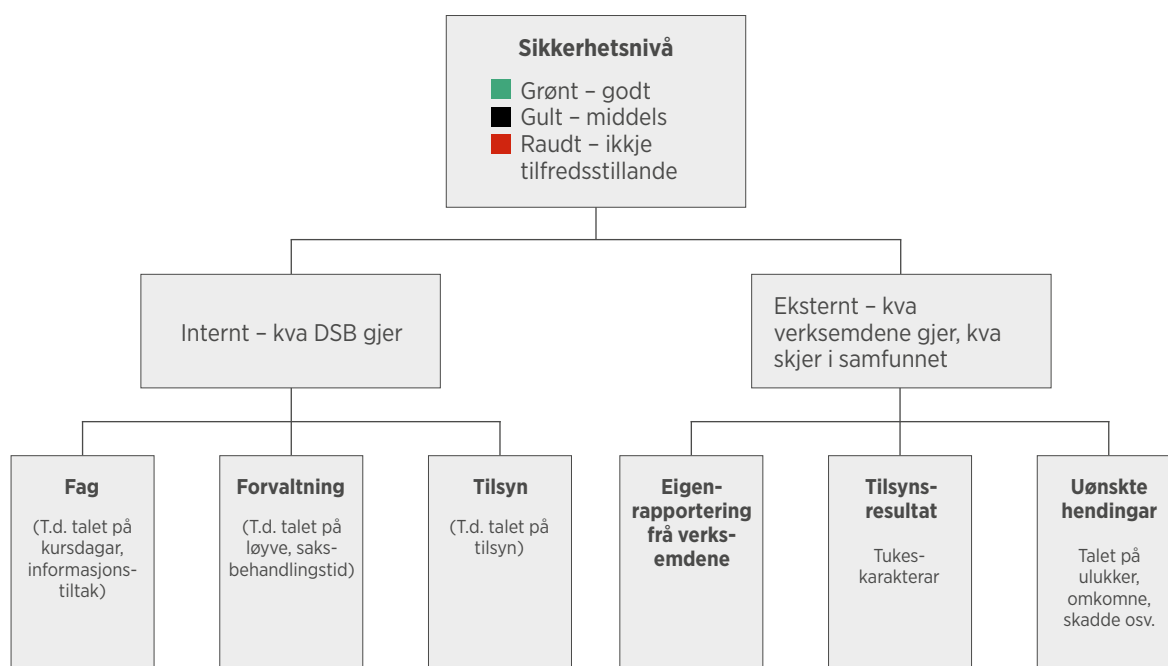 Sikkerhetsnivå
Grønt – godt
Gult – middels
Raudt – ikkje
tilfredsstillande
Internt – kva DSB gjer
Eksternt – kva
verksemdene gjer, kva
skjer i samfunnet
Fag
(T.d. talet på
kursdagar,
informasjons-
tiltak)
Forvaltning
(T.d. talet på
løyve, saks-
behandlingstid)
Tilsyn
(T.d. talet på
tilsyn)
Eigen-
rapportering
frå verks-
emdene
Tilsyns-
resultat
Tukes-
karakterar
Uønskte
hendingar
Talet på
ulukker,
omkomne,
skadde osv.